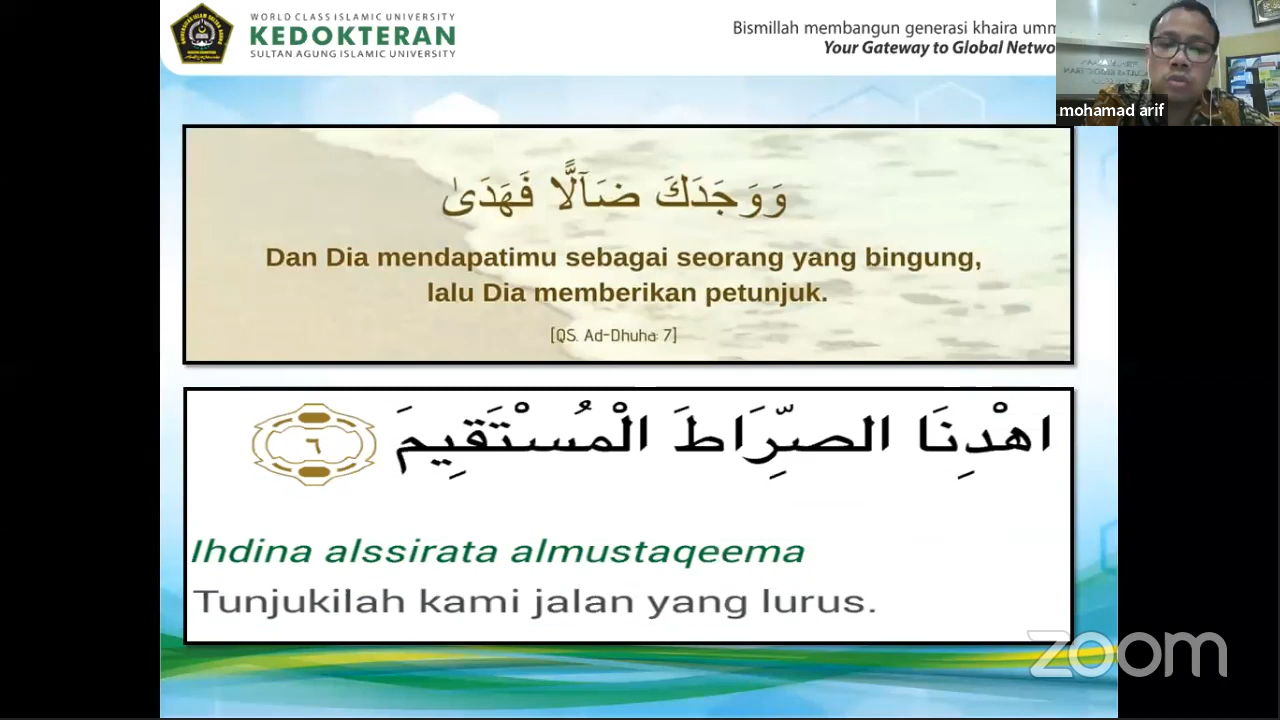 WORLD CLASS ISLAMIC UNIVERSITY
KEDOKTERAN
SULTAN AGUNG ISLAMIC UNIVERSITY
Bismillah membangun generasi khaira umm
Your Gateway to Global Netwo
mohamad arif
وَوَجَدَكَ ضَآلًّا فَهَدَىٰ
Dan Dia mendapatimu sebagai seorang yang bingung,
lalu Dia memberikan petunjuk.
[QS. Ad-Dhuha: 7]
اهْدِنَا الصِّرَاطَ الْمُسْتَقِيمَ ٦
Ihdina alssirata almustaqeema
Tunjukilah kami jalan yang lurus.
zoom